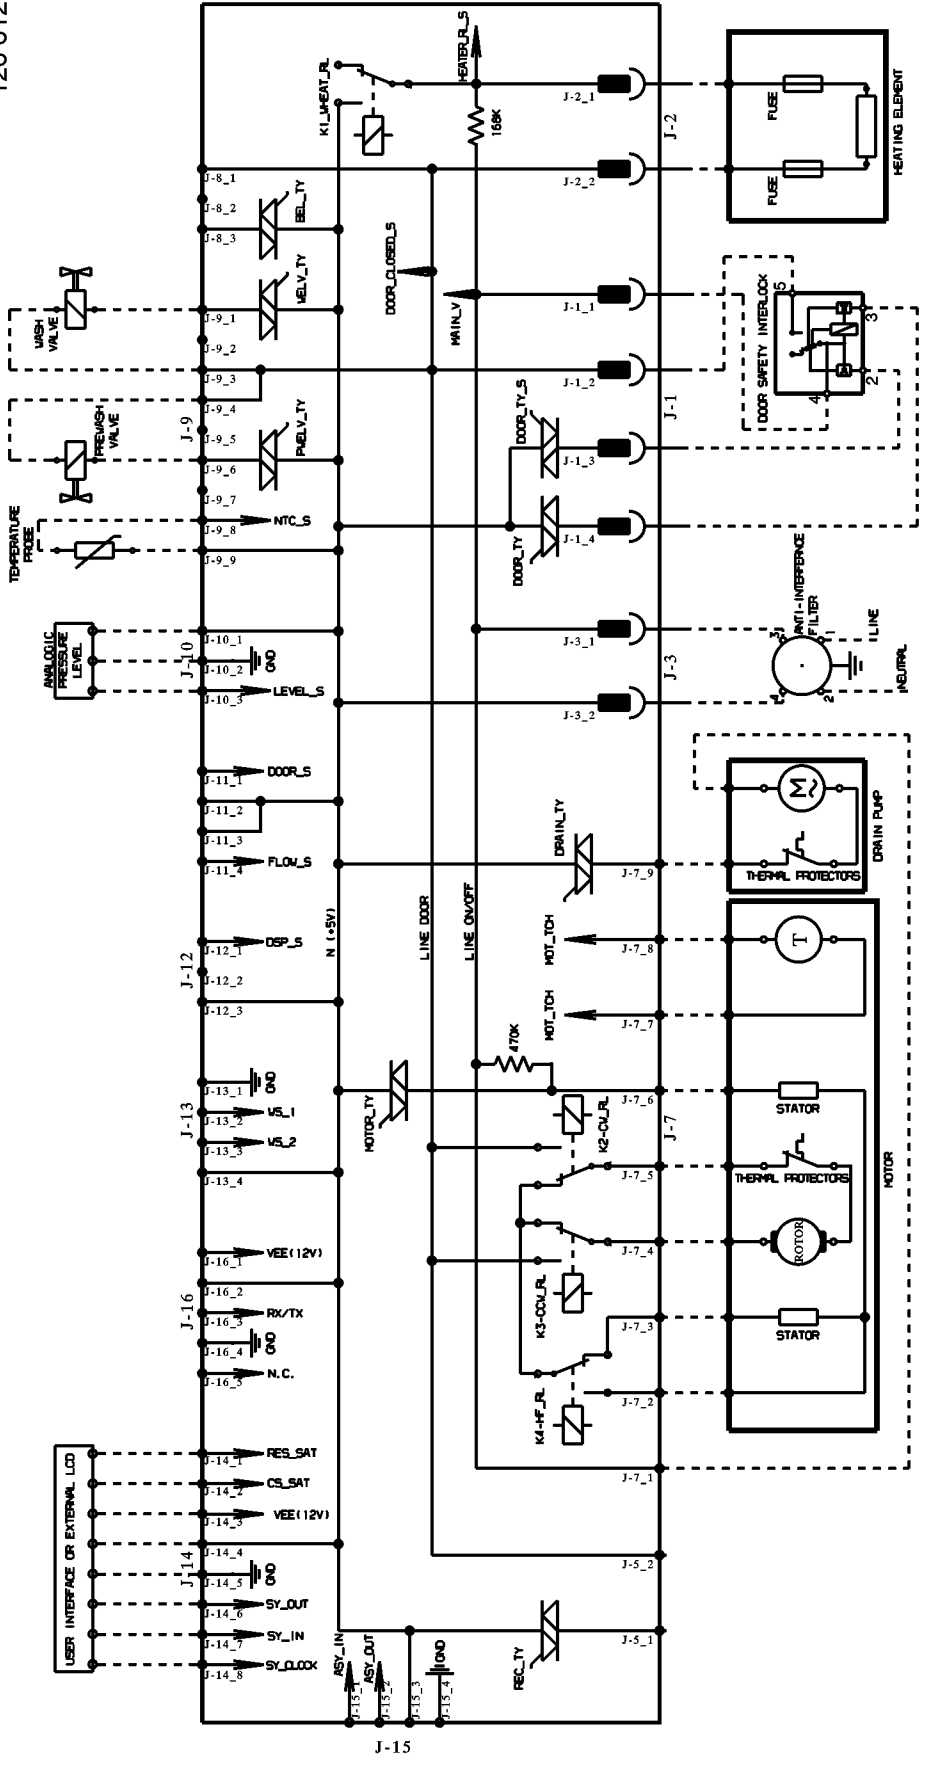 HEATER_RL_S
K1_WHEAT_RL
J-2_1
168K
J-2
FUSE
FUSE
HEATING ELEMENT
J-2_2
J-8_1
J-8_2
J-8_3
BEL_TY
DOOR_CLOSED_S
WASH
VALVE
WELV_TY
MAIN_V
J-9_1
J-9_2
J-9_3
J-9_4
J-9
J-9_5
J-9_6
J-9_7
J-9_8
J-9_9
PREWASH
VALVE
PWELV_TY
NTC_S
TEMPERATURE
PROBE
J-1_1
J-1_2
J-1
J-1_3
J-1_4
DOOR_TY_S
DOOR_TY
DOOR SAFETY INTERLOCK
5
3
4
2
ANALOGIC
PRESSURE
LEVEL
J-10
J-10_1
J-10_2
GND
J-10_3
LEVEL_S
J-3_1
J-3
J-3_2
ANTI-INTERFERNCE
FILTER
3
1
4
2
LINE
NEUTRAL
J-11_1
DOOR_S
J-11_2
J-11_3
J-11_4
FLOW_S
DRAIN_TY
J-7_9
M
THERMAL PROTECTORS
DRAIN PUMP
N (+5V)
LINE DOOR
LINE ON/OFF
J-12
J-12_1
DSP_S
J-12_2
J-12_3
MOT_TCH
J-7_8
MOT_TCH
J-7_7
T
470K
J-13
J-13_1
GND
J-13_2
WS_1
J-13_3
WS_2
J-13_4
MOTOR_TY
K2-CW_RL
J-7_6
J-7
J-7_5
STATOR
THERMAL PROTECTORS
MOTOR
ROTOR
J-7_4
K3-CCW_RL
J-7_3
STATOR
K4-HF_RL
J-7_2
J-7_1
J-16
J-16_1
VEE(12V)
J-16_2
J-16_3
RX/TX
J-16_4
GND
J-16_5
N.C.
USER INTERFACE OR EXTERNAL LCD
J-14
J-14_1
RES_SAT
J-14_2
CS_SAT
J-14_3
VEE(12V)
J-14_4
J-14_5
GND
J-14_6
SY_OUT
J-14_7
SY_IN
J-14_8
SY_CLOCK
J-5_2
J-5_1
REC_TY
ASY_IN
ASY_OUT
GND
J-15_1
J-15_2
J-15_3
J-15_4
J-15